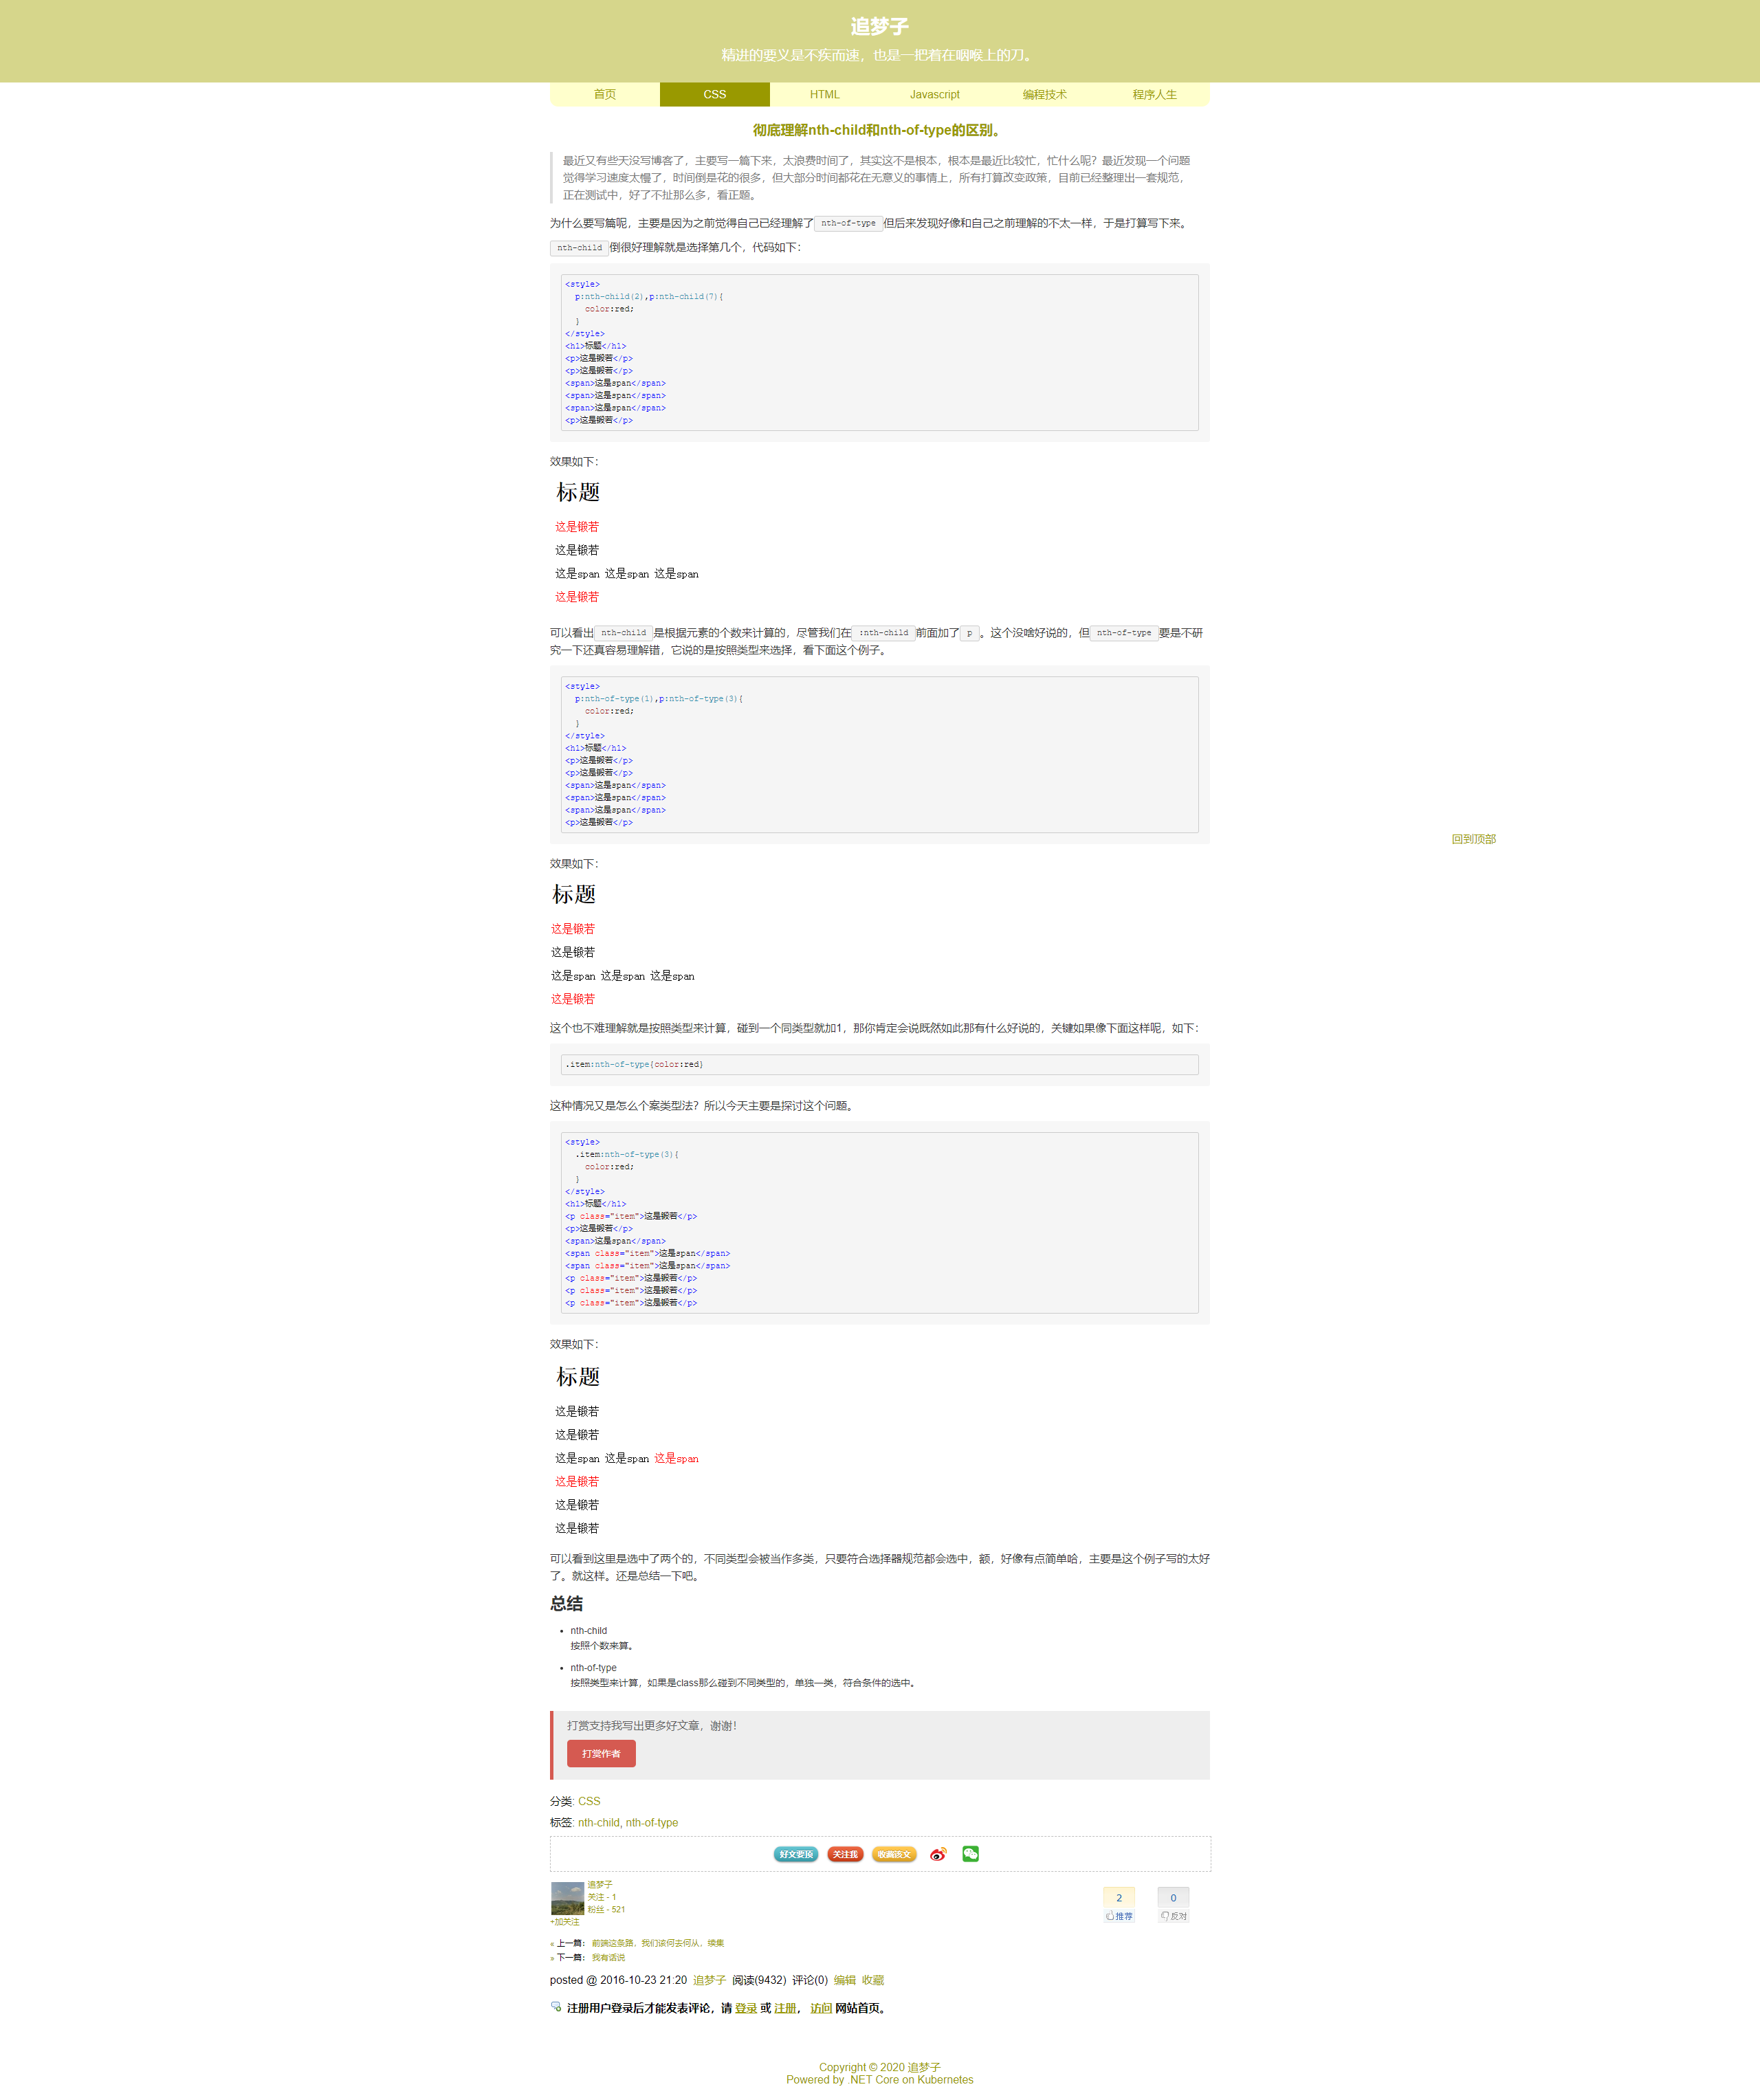 追梦子
精进的要义是不疾而速，也是一把着在咽喉上的刀。
首页 CSS HTML Javascript 编程技术 程序人生
彻底理解nth-child和nth-of-type的区别。
最近又有些天没写博客了，主要写一篇下来，太浪费时间了，其实这不是根本，根本是最近比较忙，忙什么呢？最近发现一个问题
觉得学习速度太慢了，时间倒是花的很多，但大部分时间都花在无意义的事情上，所有打算改变政策，目前已经整理出一套规范，
正在测试中，好了不扯那么多，看正题。
为什么要写篇呢，主要是因为之前觉得自己已经理解了 nth-of-type 但后来发现好像和自己之前理解的不太一样，于是打算写下来。
nth-child 倒很好理解就是选择第几个，代码如下：
<style>
p:nth-child(2),p:nth-child(7){
color:red;
}
</style>
<h1>标题</h1>
<p>这是锻若</p>
<p>这是锻若</p>
<span>这是span</span>
<span>这是span</span>
<span>这是span</span>
<p>这是锻若</p>
效果如下：
标题
这是锻若
这是锻若
这是span 这是span 这是span
这是锻若
可以看出 nth-child 是根据元素的个数来计算的，尽管我们在 :nth-child 前面加了 p 。这个没啥好说的，但 nth-of-type 要是不研
究一下还真容易理解错，它说的是按照类型来选择，看下面这个例子。
<style>
p:nth-of-type(1),p:nth-of-type(3){
color:red;
}
</style>
<h1>标题</h1>
<p>这是锻若</p>
<p>这是锻若</p>
<span>这是span</span>
<span>这是span</span>
<span>这是span</span>
<p>这是锻若</p>
回到顶部
效果如下：
标题
这是锻若
这是锻若
这是span 这是span 这是span
这是锻若
这个也不难理解就是按照类型来计算，碰到一个同类型就加1，那你肯定会说既然如此那有什么好说的，关键如果像下面这样呢，如下：
.item:nth-of-type{color:red}
这种情况又是怎么个案类型法？所以今天主要是探讨这个问题。
<style>
.item:nth-of-type(3){
color:red;
}
</style>
<h1>标题</h1>
<p class="item">这是锻若</p>
<p>这是锻若</p>
<span>这是span</span>
<span class="item">这是span</span>
<span class="item">这是span</span>
<p class="item">这是锻若</p>
<p class="item">这是锻若</p>
<p class="item">这是锻若</p>
效果如下：
标题
这是锻若
这是锻若
这是span 这是span 这是span
这是锻若
这是锻若
这是锻若
可以看到这里是选中了两个的，不同类型会被当作多类，只要符合选择器规范都会选中，额，好像有点简单哈，主要是这个例子写的太好
了。就这样。还是总结一下吧。
总结
nth-child
按照个数来算。
nth-of-type
按照类型来计算，如果是class那么碰到不同类型的，单独一类，符合条件的选中。
打赏支持我写出更多好文章，谢谢！
打赏作者
分类: CSS
标签: nth-child, nth-of-type
好文要顶 关注我 收藏该文
追梦子
关注 - 1
粉丝 - 521
+加关注
2 0
推荐 反对
« 上一篇： 前端这条路，我们该何去何从，续集
» 下一篇： 我有话说
posted @ 2016-10-23 21:20 追梦子 阅读(9432) 评论(0) 编辑 收藏
注册用户登录后才能发表评论，请 登录 或 注册， 访问 网站首页。
Copyright © 2020 追梦子
Powered by .NET Core on Kubernetes